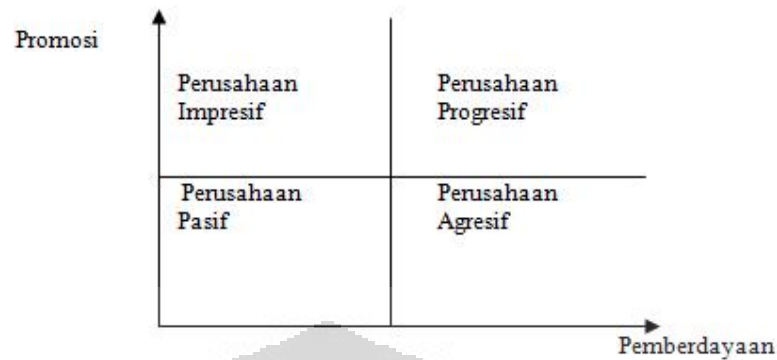 Promosi
Perusahaan
Impresif
Perusahaan
Progresif
Perusahaan
Pasif
Perusahaan
Agresif
Pemberdayaan